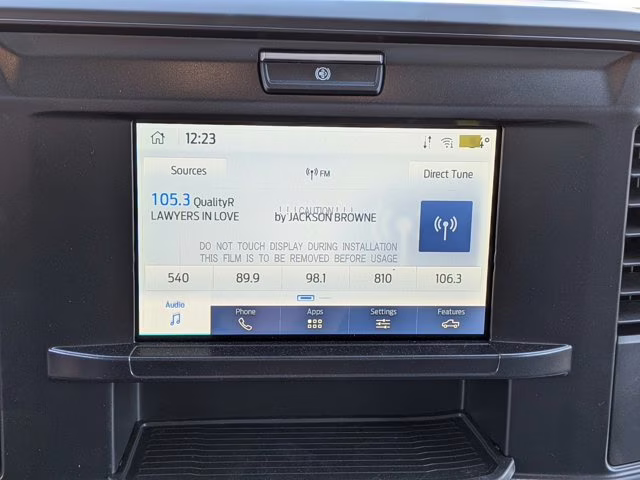 12:23
4°
Sources
FM
Direct Tune
105.3 QualityR
LAWYERS IN LOVE by JACKSON BROWNE
CAUTION
DO NOT TOUCH DISPLAY DURING INSTALLATION
THIS FILM IS TO BE REMOVED BEFORE USAGE
540 89.9 98.1 810 106.3
Audio Phone Apps Settings Features